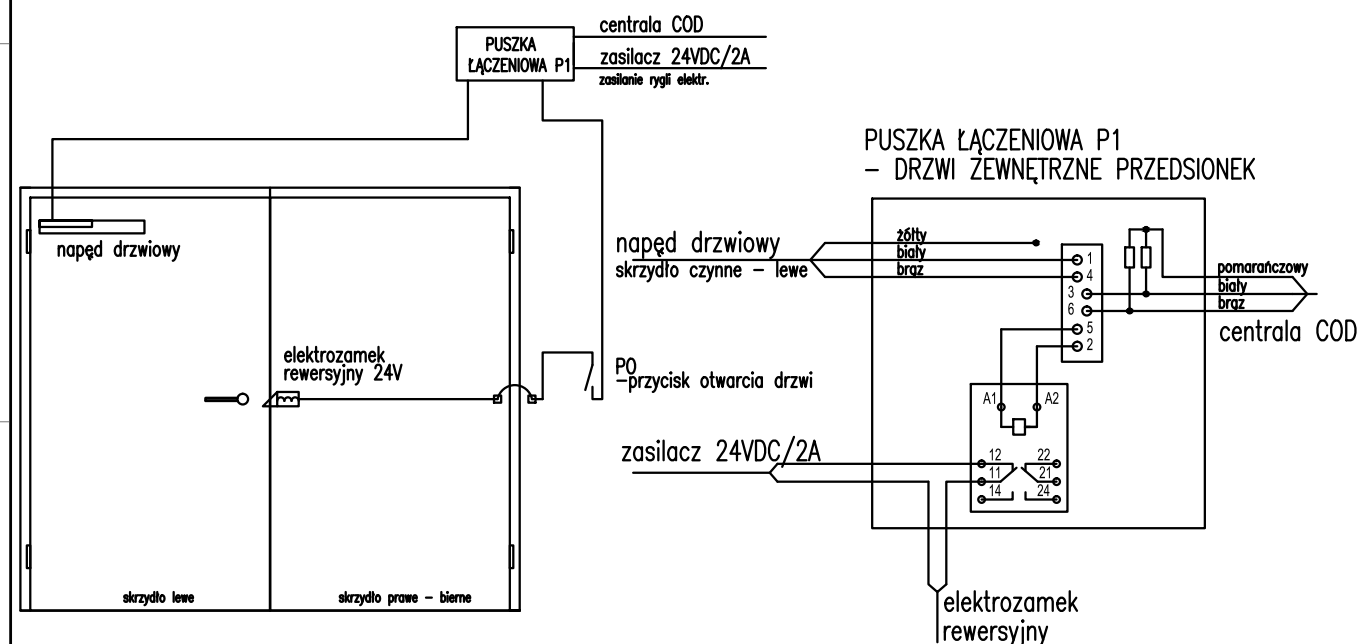 centrala COD
PUSZKA
ŁĄCZENIOWA P1
zasilacz 24VDC/2A
zasilanie rygli elektr.
napęd drzwiowy
elektrozamek
rewersyjny 24V
PO
-przycisk otwarcia drzwi
skrzydło lewe
skrzydło prawe - bierne
PUSZKA ŁĄCZENIOWA P1
- DRZWI ZEWNĘTRZNE PRZEDSIONEK
napęd drzwiowy
skrzydło czynne - lewe
żółty
biały
brąz
1
4
3
6
5
2
pomarańczowy
biały
brąz
centrala COD
A1 A2
zasilacz 24VDC/2A
12 22
11 21
14 24
elektrozamek
rewersyjny